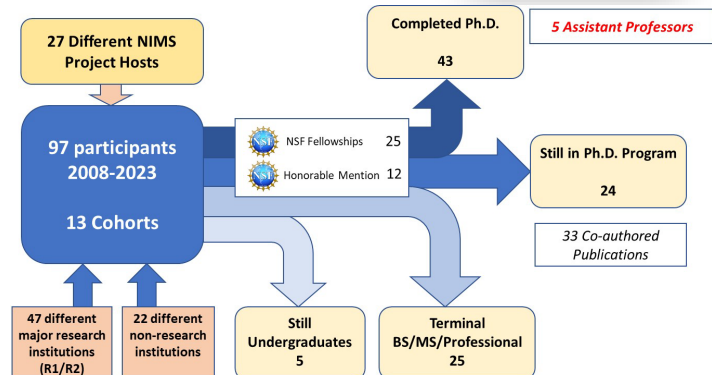 27 Different NIMS
Project Hosts
Completed Ph.D.
43
5 Assistant Professors
97 participants
2008-2023
13 Cohorts
NSF
NSF Fellowships 25
NSF
Honorable Mention 12
Still in Ph.D. Program
24
33 Co-authored
Publications
47 different
major research
institutions
(R1/R2)
22 different
non-research
institutions
Still
Undergraduates
5
Terminal
BS/MS/Professional
25